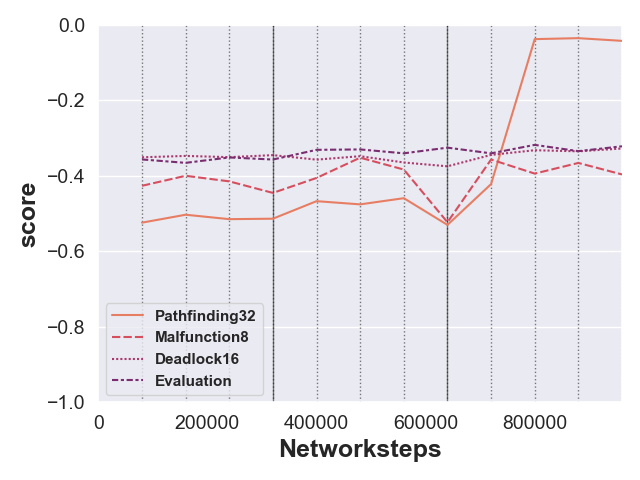 0.0
−0.2
−0.4
−0.6
−0.8
−1.0
score
Pathfinding32
Malfunction8
Deadlock16
Evaluation
0 200000 400000 600000 800000
Networksteps